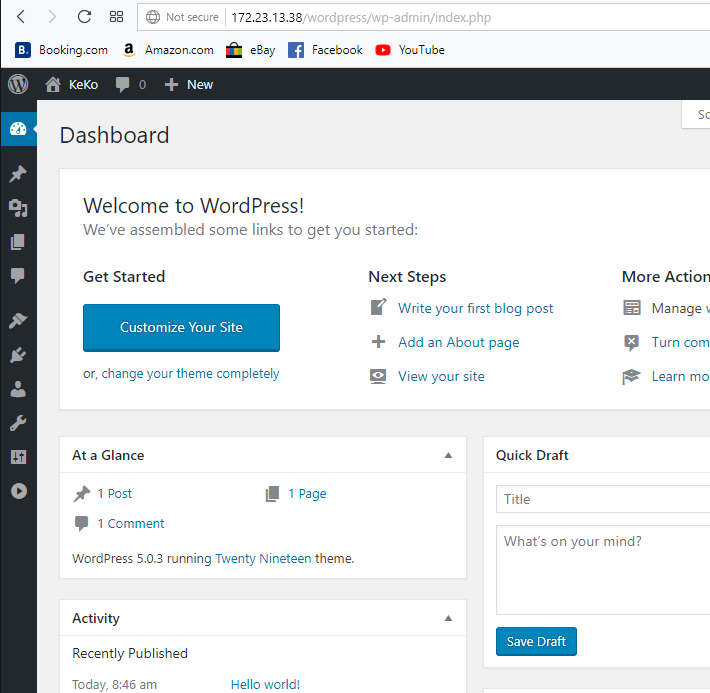 Not secure 172.23.13.38/wordpress/wp-admin/index.php
B. Booking.com a Amazon.com eBay f Facebook YouTube
KeKo 0 New
Dashboard
Welcome to WordPress!
We've assembled some links to get you started:
Get Started Next Steps More Action
Customize Your Site Write your first blog post Manage
Add an About page Turn com
or, change your theme completely View your site Learn mo
At a Glance Quick Draft
1 Post 1 Page Title
1 Comment What's on your mind?
WordPress 5.0.3 running Twenty Nineteen theme.
Activity
Recently Published Save Draft
Today, 8:46 am Hello world!